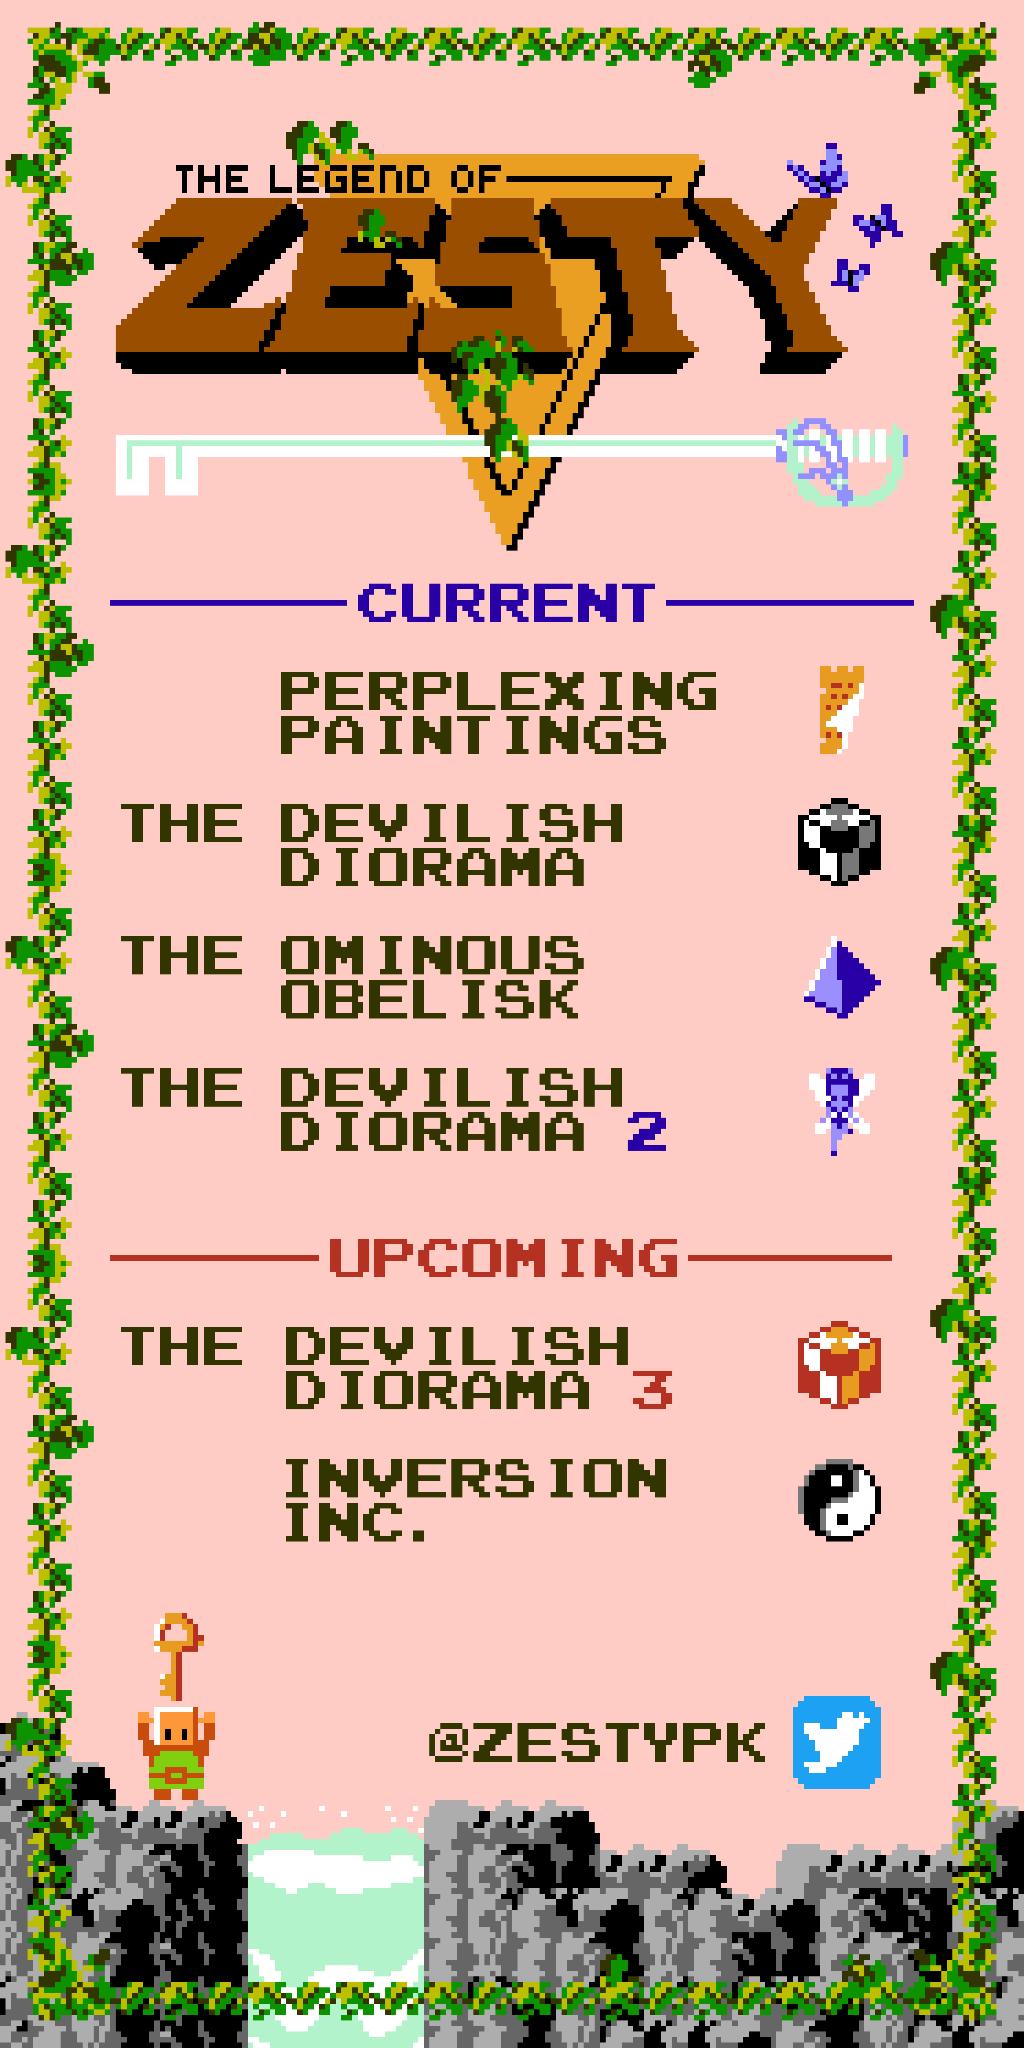 THE LEGEND OF
ZESTY
CURRENT
PERPLEXING
PAINTINGS
THE DEVILISH
DIORAMA
THE OMINOUS
OBELISK
THE DEVILISH
DIORAMA 2
UPCOMING
THE DEVILISH
DIORAMA 3
INVERSION
INC.
@ZESTYPK